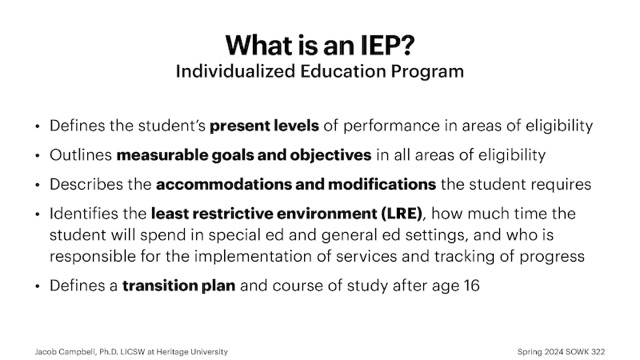 What is an IEP?
Individualized Education Program
• Defines the student's present levels of performance in areas of eligibility
• Outlines measurable goals and objectives in all areas of eligibility
• Describes the accommodations and modifications the student requires
• Identifies the least restrictive environment (LRE), how much time the
student will spend in special ed and general ed settings, and who is
responsible for the implementation of services and tracking of progress
• Defines a transition plan and course of study after age 16
Jacob Campbell, Ph.D. LICSW at Heritage University
Spring 2024 SOWK 322